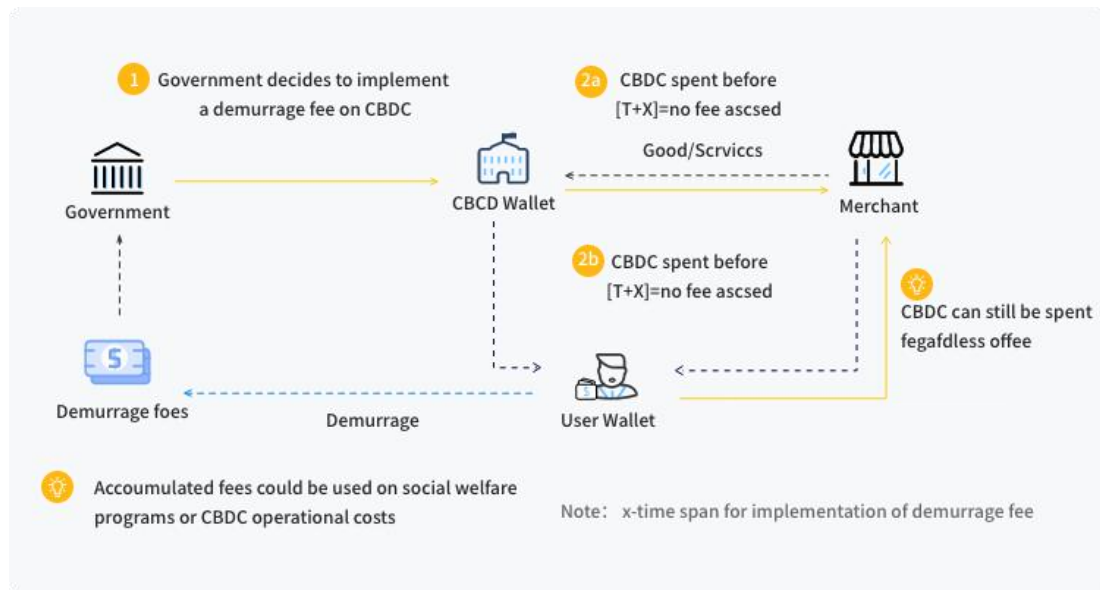 1 Government decides to implement
a demurrage fee on CBDC
2a CBDC spent before
[T+X]=no fee ascsed
Good/Scrviccs
Government
CBCD Wallet
Merchant
2b CBDC spent before
[T+X]=no fee ascsed
CBDC can still be spent
fegafdless offee
$
Demurrage foes
Demurrage
$
User Wallet
Accoumulated fees could be used on social welfare
programs or CBDC operational costs
Note: x-time span for implementation of demurrage fee